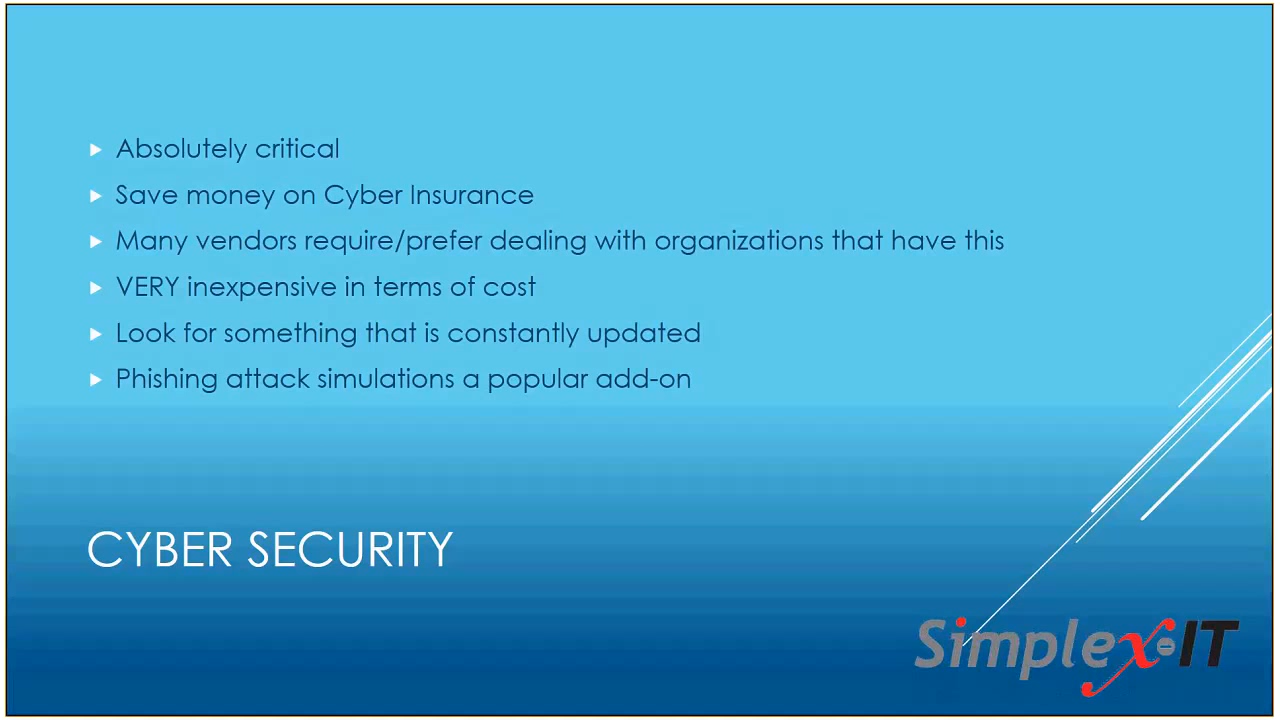 Absolutely critical
Save money on Cyber Insurance
Many vendors require/prefer dealing with organizations that have this
VERY inexpensive in terms of cost
Look for something that is constantly updated
Phishing attack simulations a popular add-on
CYBER SECURITY
Simplex-IT